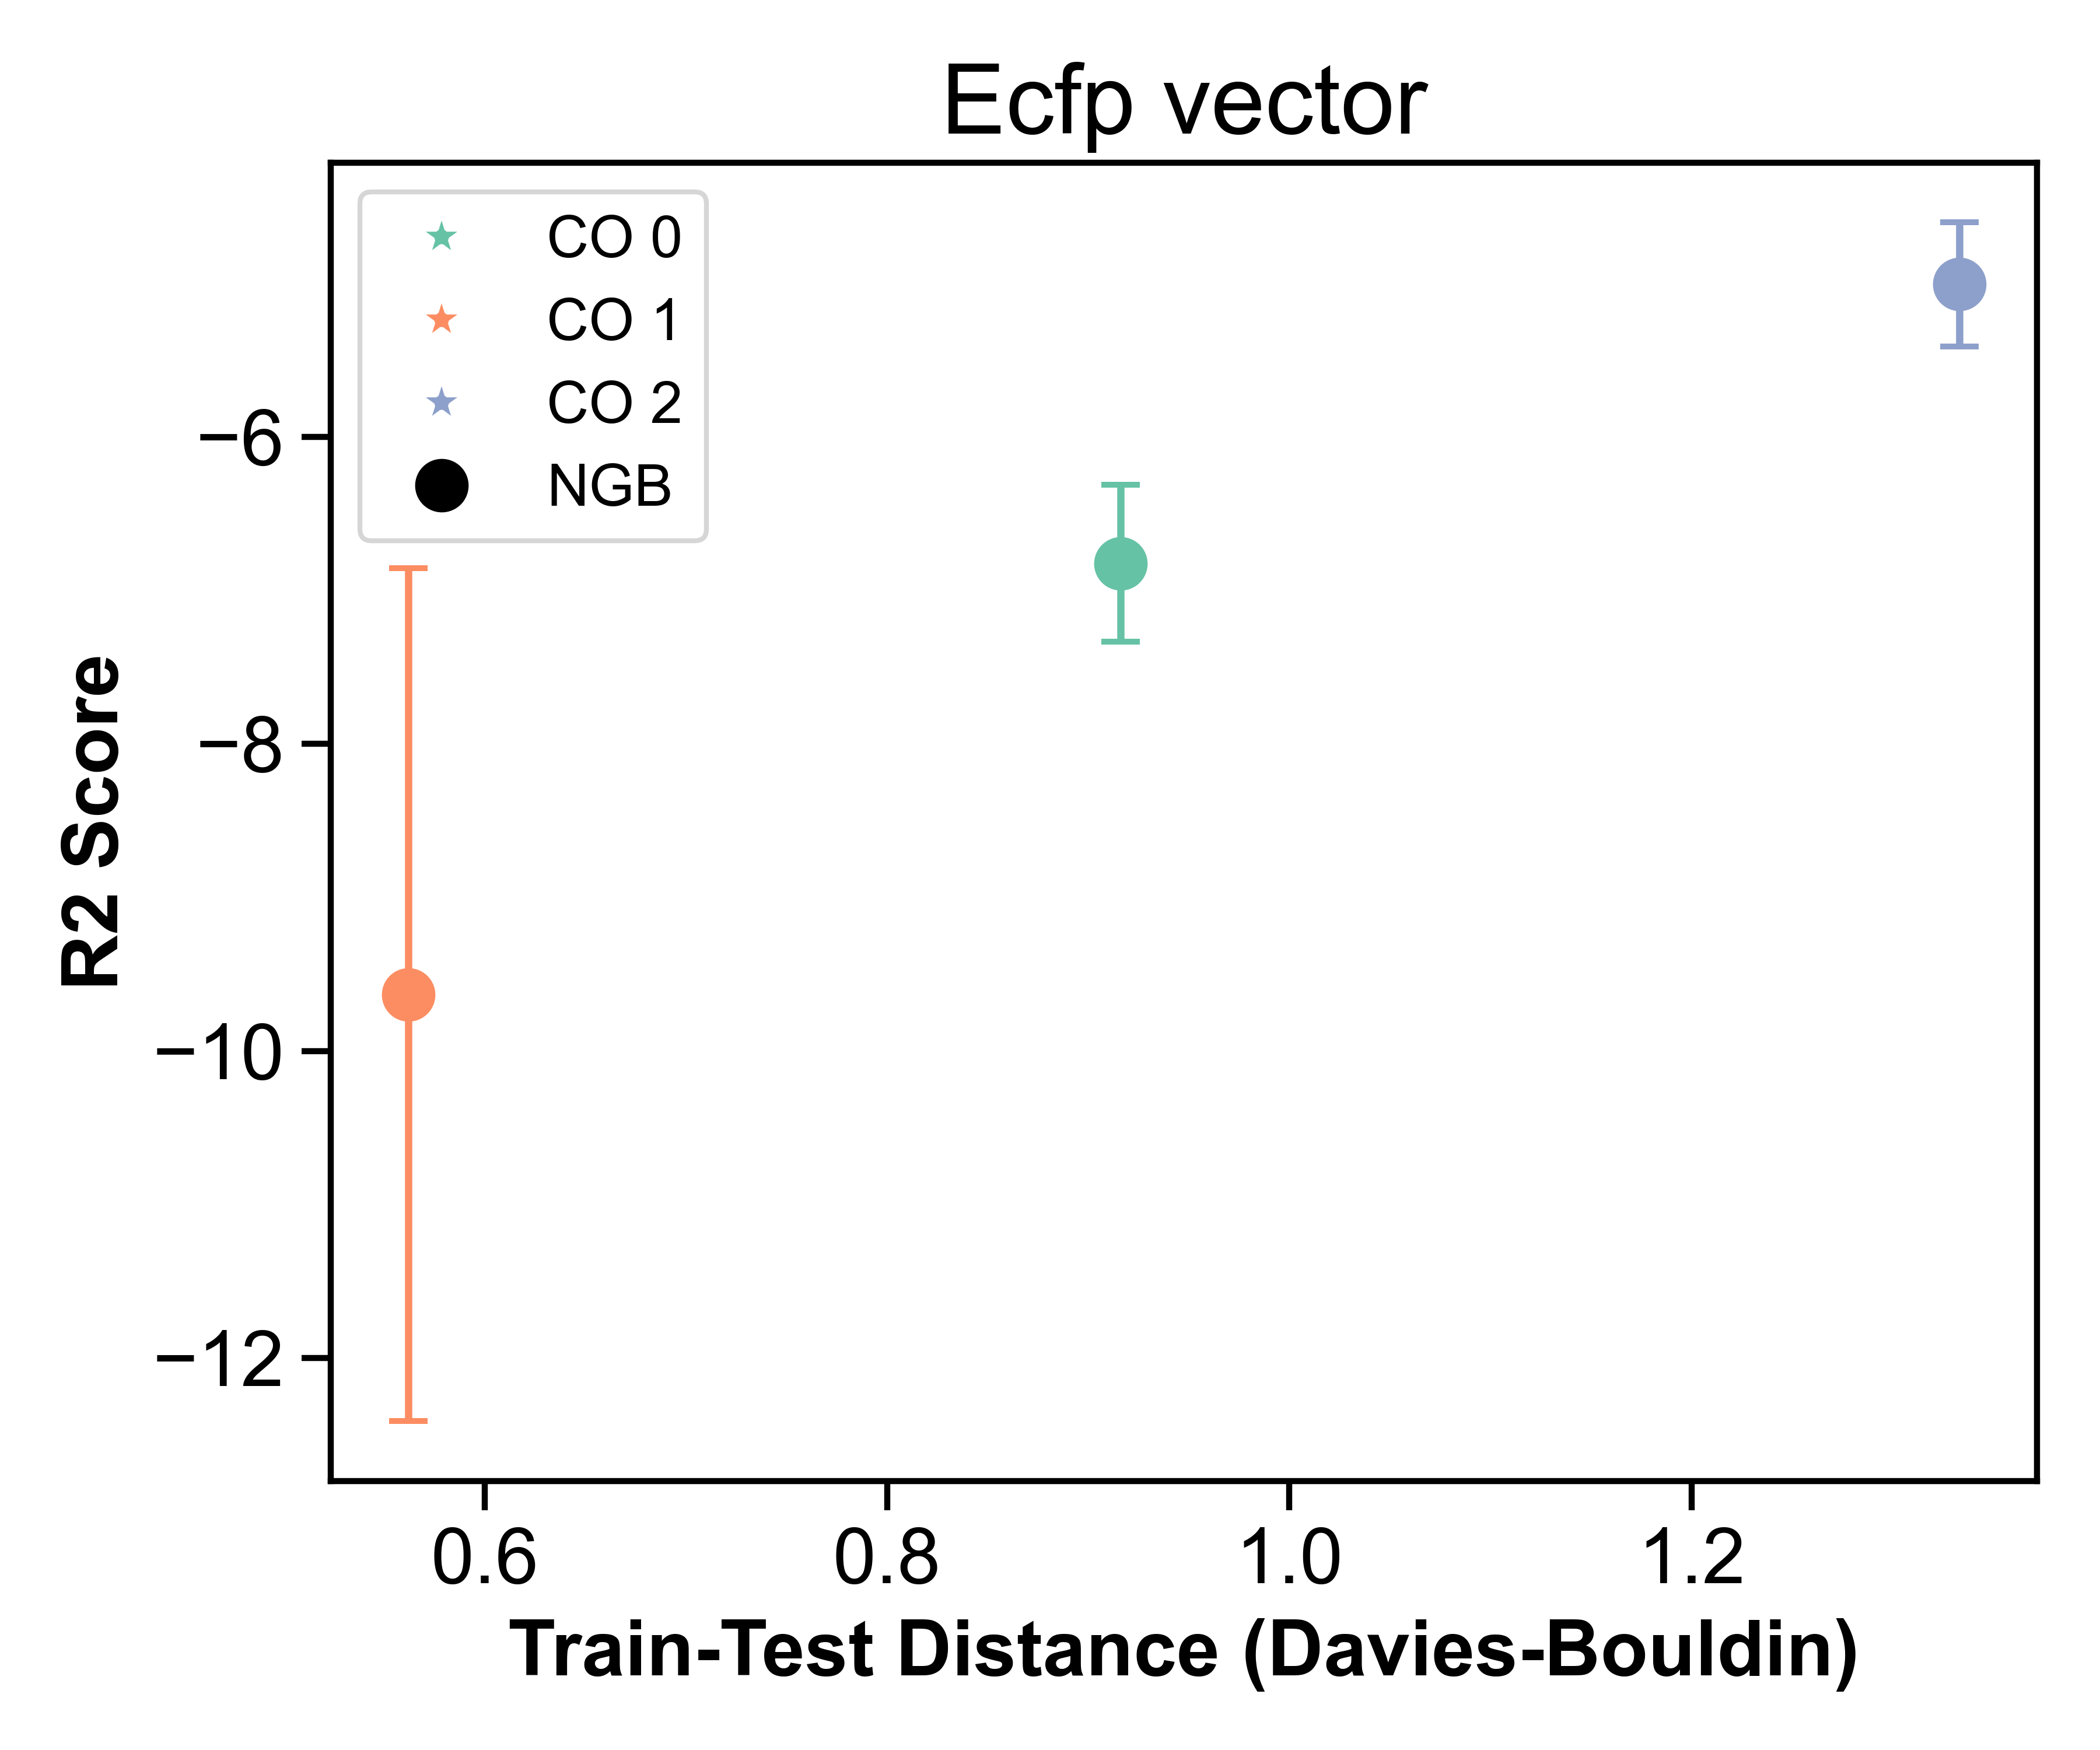 Ecfp vector
CO 0
CO 1
CO 2
NGB
R2 Score
−6
−8
−10
−12
0.6
0.8
1.0
1.2
Train-Test Distance (Davies-Bouldin)